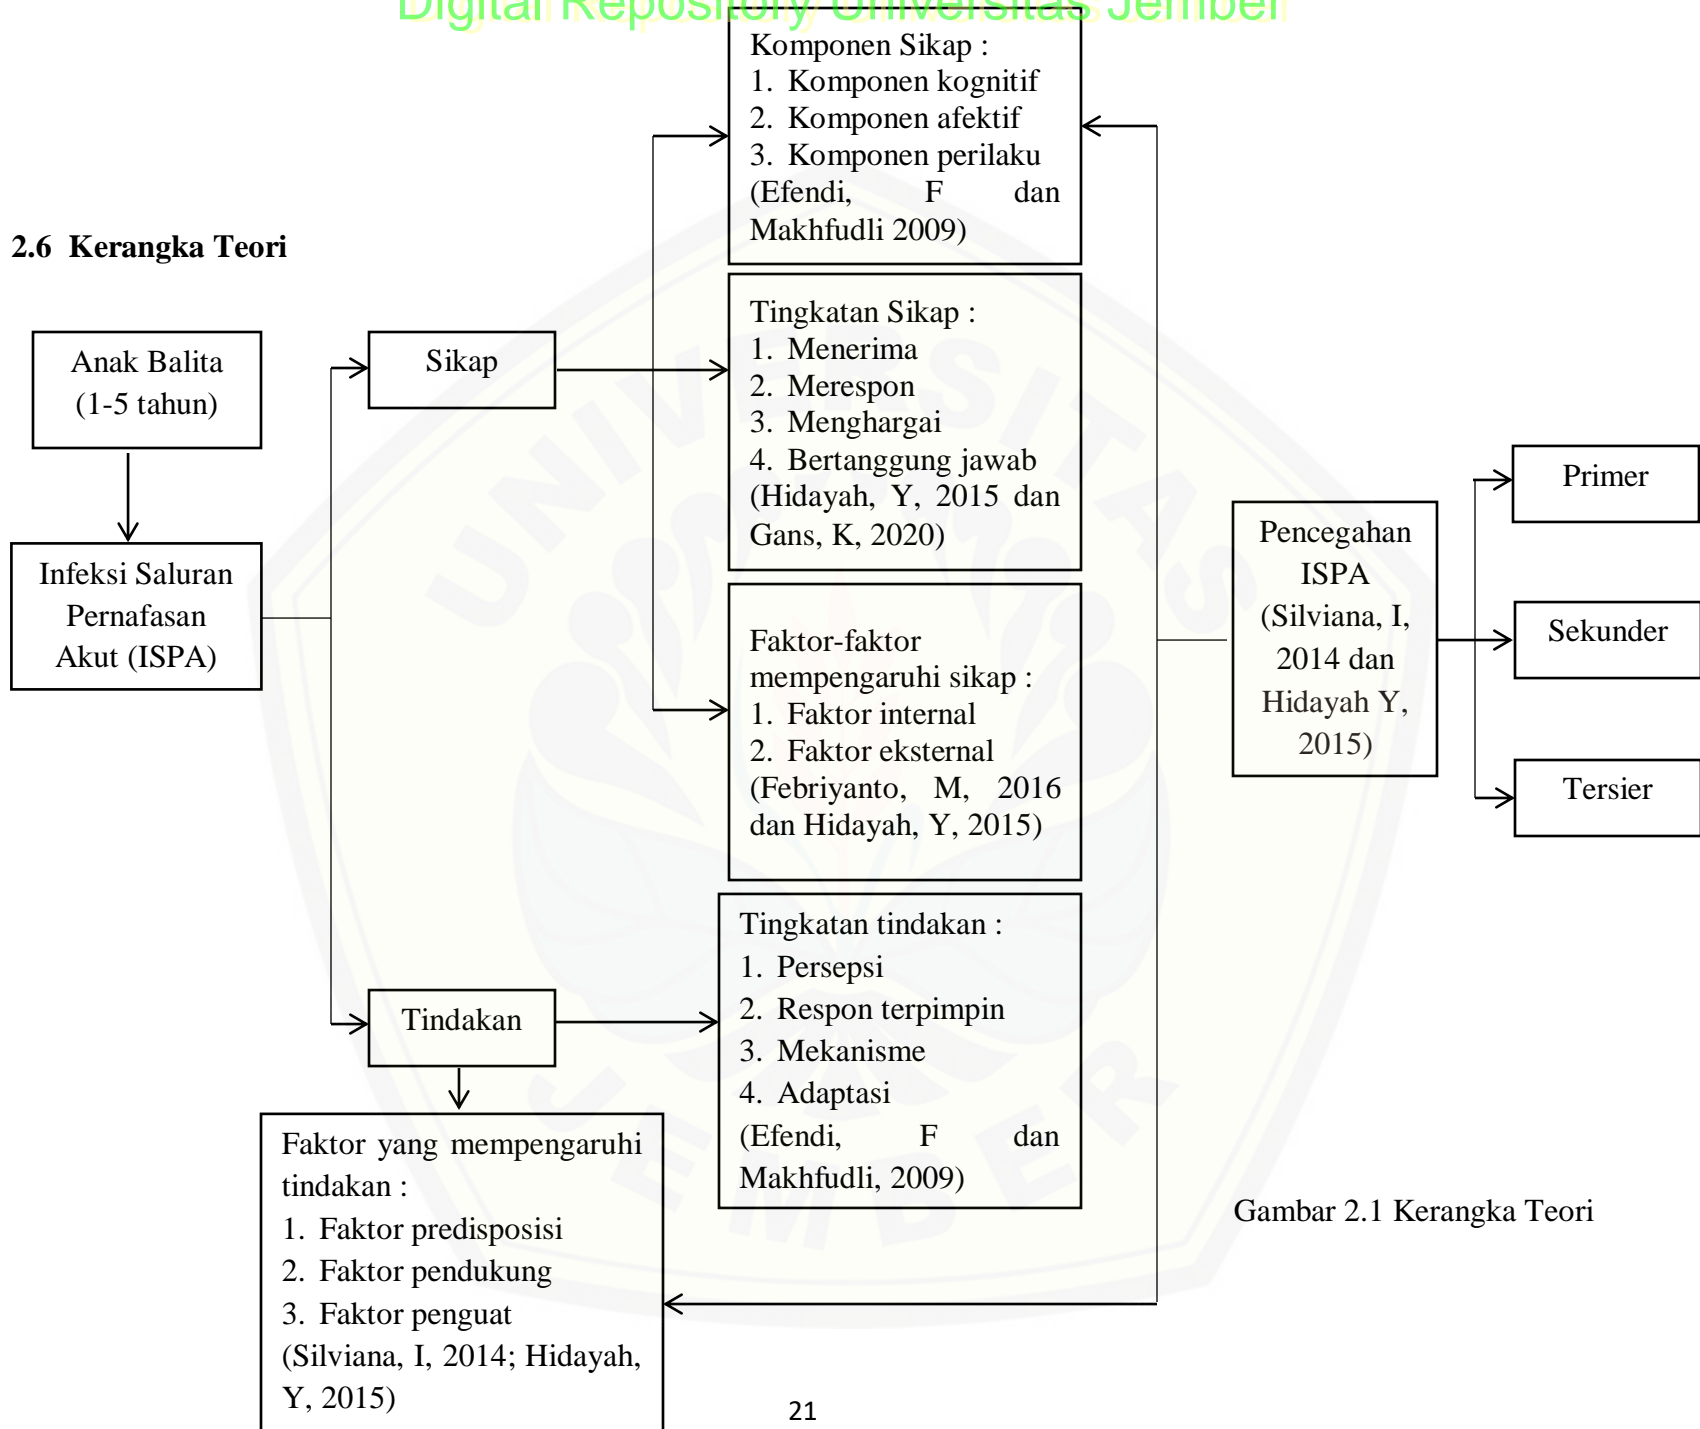 Digital Repository Universitas Jember
2.6 Kerangka Teori
Anak Balita
(1-5 tahun)
Infeksi Saluran
Pernafasan
Akut (ISPA)
Sikap
Komponen Sikap :
1. Komponen kognitif
2. Komponen afektif
3. Komponen perilaku
(Efendi, F dan
Makhfudli 2009)
Tingkatan Sikap :
1. Menerima
2. Merespon
3. Menghargai
4. Bertanggung jawab
(Hidayah, Y, 2015 dan
Gans, K, 2020)
Faktor-faktor
mempengaruhi sikap :
1. Faktor internal
2. Faktor eksternal
(Febriyanto, M, 2016
dan Hidayah, Y, 2015)
Tindakan
Tingkatan tindakan :
1. Persepsi
2. Respon terpimpin
3. Mekanisme
4. Adaptasi
(Efendi, F dan
Makhfudli, 2009)
Faktor yang mempengaruhi
tindakan :
1. Faktor predisposisi
2. Faktor pendukung
3. Faktor penguat
(Silviana, I, 2014; Hidayah,
Y, 2015)
Pencegahan
ISPA
(Silviana, I,
2014 dan
Hidayah Y,
2015)
Primer
Sekunder
Tersier
Gambar 2.1 Kerangka Teori
21
UNIVERSITAS
JEMBER